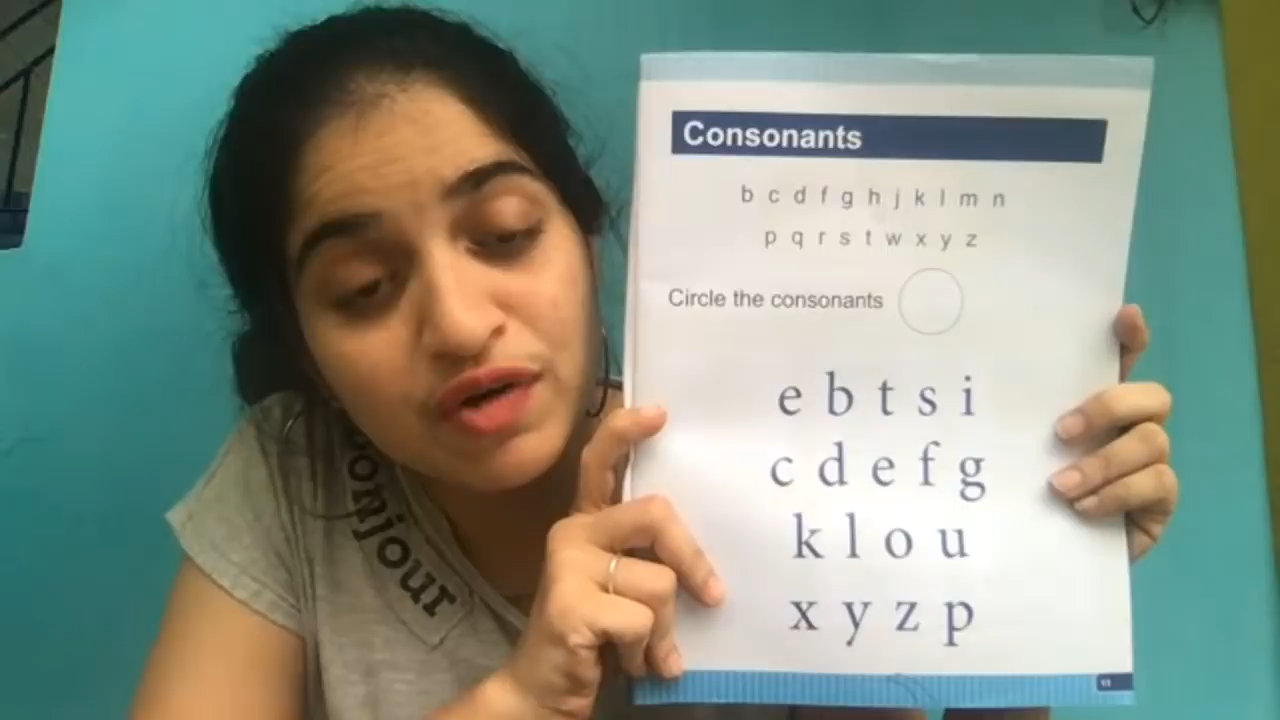 Consonants
b c d f g h j k l m n
p q r s t w x y z
Circle the consonants
e b t s i
c d e f g
k l o u
x y z p
bonjour